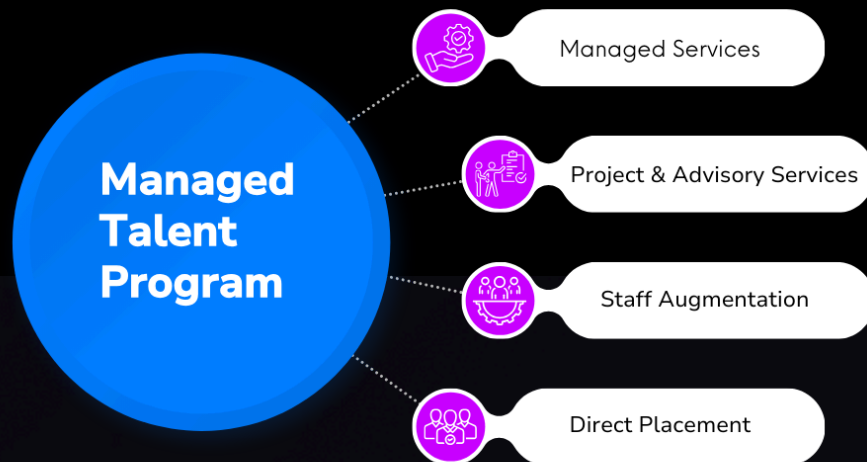 Managed
Talent
Program
Managed Services
Project & Advisory Services
Staff Augmentation
Direct Placement